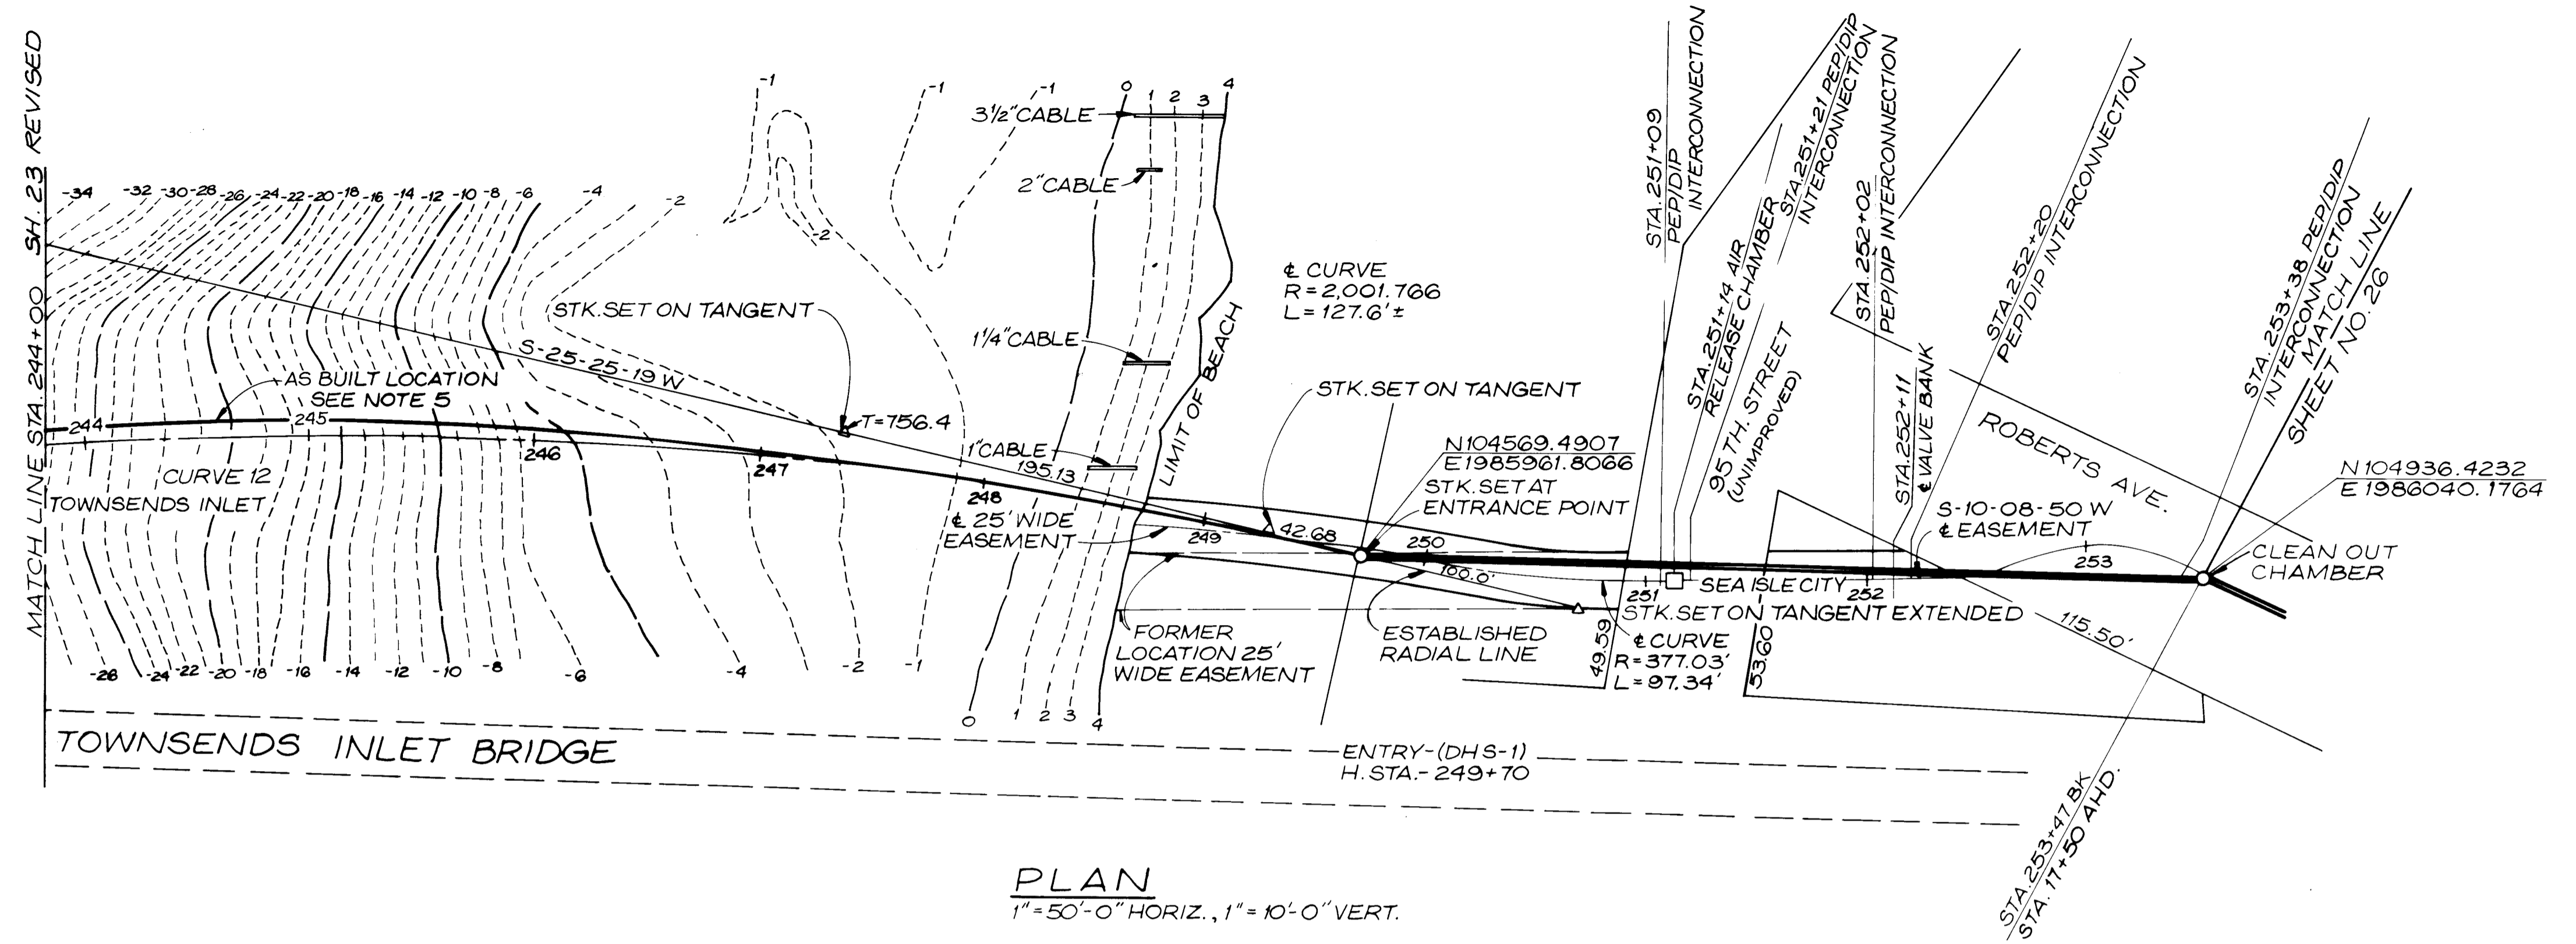 MATCH LINE STA. 244+00 SH. 23 REVISED
-34 -32 -30 -28 -26 -24 -22 -20 -18 -16 -14 -12 -10 -8 -6 -4 -2
-1
-2
-1
-1
0 1 2 3 4
3 1/2" CABLE
2" CABLE
1 1/4" CABLE
1" CABLE
LIMIT OF BEACH
℄ CURVE
R=2,001.766
L=127.6'±
STK. SET ON TANGENT
S-25-25-19 W
T=756.4
195.13
AS BUILT LOCATION
SEE NOTE 5
244
245
246
247
248
249
250
251
252
253
CURVE 12
TOWNSENDS INLET
℄ 25' WIDE
EASEMENT
STK. SET ON TANGENT
42.68
N104569.4907
E1985961.8066
STK. SET AT
ENTRANCE POINT
100.0'
FORMER
LOCATION 25'
WIDE EASEMENT
ESTABLISHED
RADIAL LINE
STA. 251+09
PEP/DIP
INTERCONNECTION
STA. 251+14 AIR
RELEASE CHAMBER
STA. 251+21 PEP/DIP
INTERCONNECTION
95 TH. STREET
(UNIMPROVED)
STA. 252+02
PEP/DIP INTERCONNECTION
STA. 252+11
℄ VALVE BANK
STA. 252+20
PEP/DIP INTERCONNECTION
ROBERTS AVE.
S-10-08-50 W
℄ EASEMENT
STA. 253+38 PEP/DIP
INTERCONNECTION
MATCH LINE
SHEET NO. 26
N104936.4232
E1986040.1764
CLEAN OUT
CHAMBER
SEA ISLE CITY
STK. SET ON TANGENT EXTENDED
49.59
℄ CURVE
R=377.03'
L=97.34'
53.60
115.50'
STA. 253+47 BK
STA. 17+50 AHD.
-26 -24 -22 -20 -18 -16 -14 -12 -10 -8 -6 -4 -2 -1
0 1 2 3 4
TOWNSENDS INLET BRIDGE
ENTRY-(DHS-1)
H. STA.-249+70
PLAN
1"=50'-0" HORIZ., 1"=10'-0" VERT.